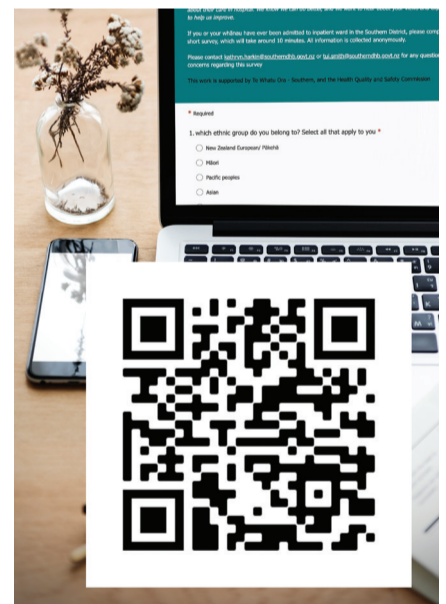 about their care in hospital. We know we can do better, and we want to hear about your
to help us improve.
If you or your whānau have ever been admitted to inpatient ward in the Southern District, please comp
short survey, which will take around 10 minutes. All information is collected anonymously.
Please contact kathryn.harkin@southerndhb.govt.nz or tui.smith@southerndhb.govt.nz for any question
concerns regarding this survey
This work is supported by Te Whatu Ora - Southern, and the Health Quality and Safety Commission
* Required
1. which ethnic group do you belong to? Select all that apply to you *
New Zealand European/ Pākehā
Māori
Pacific peoples
Asian
M